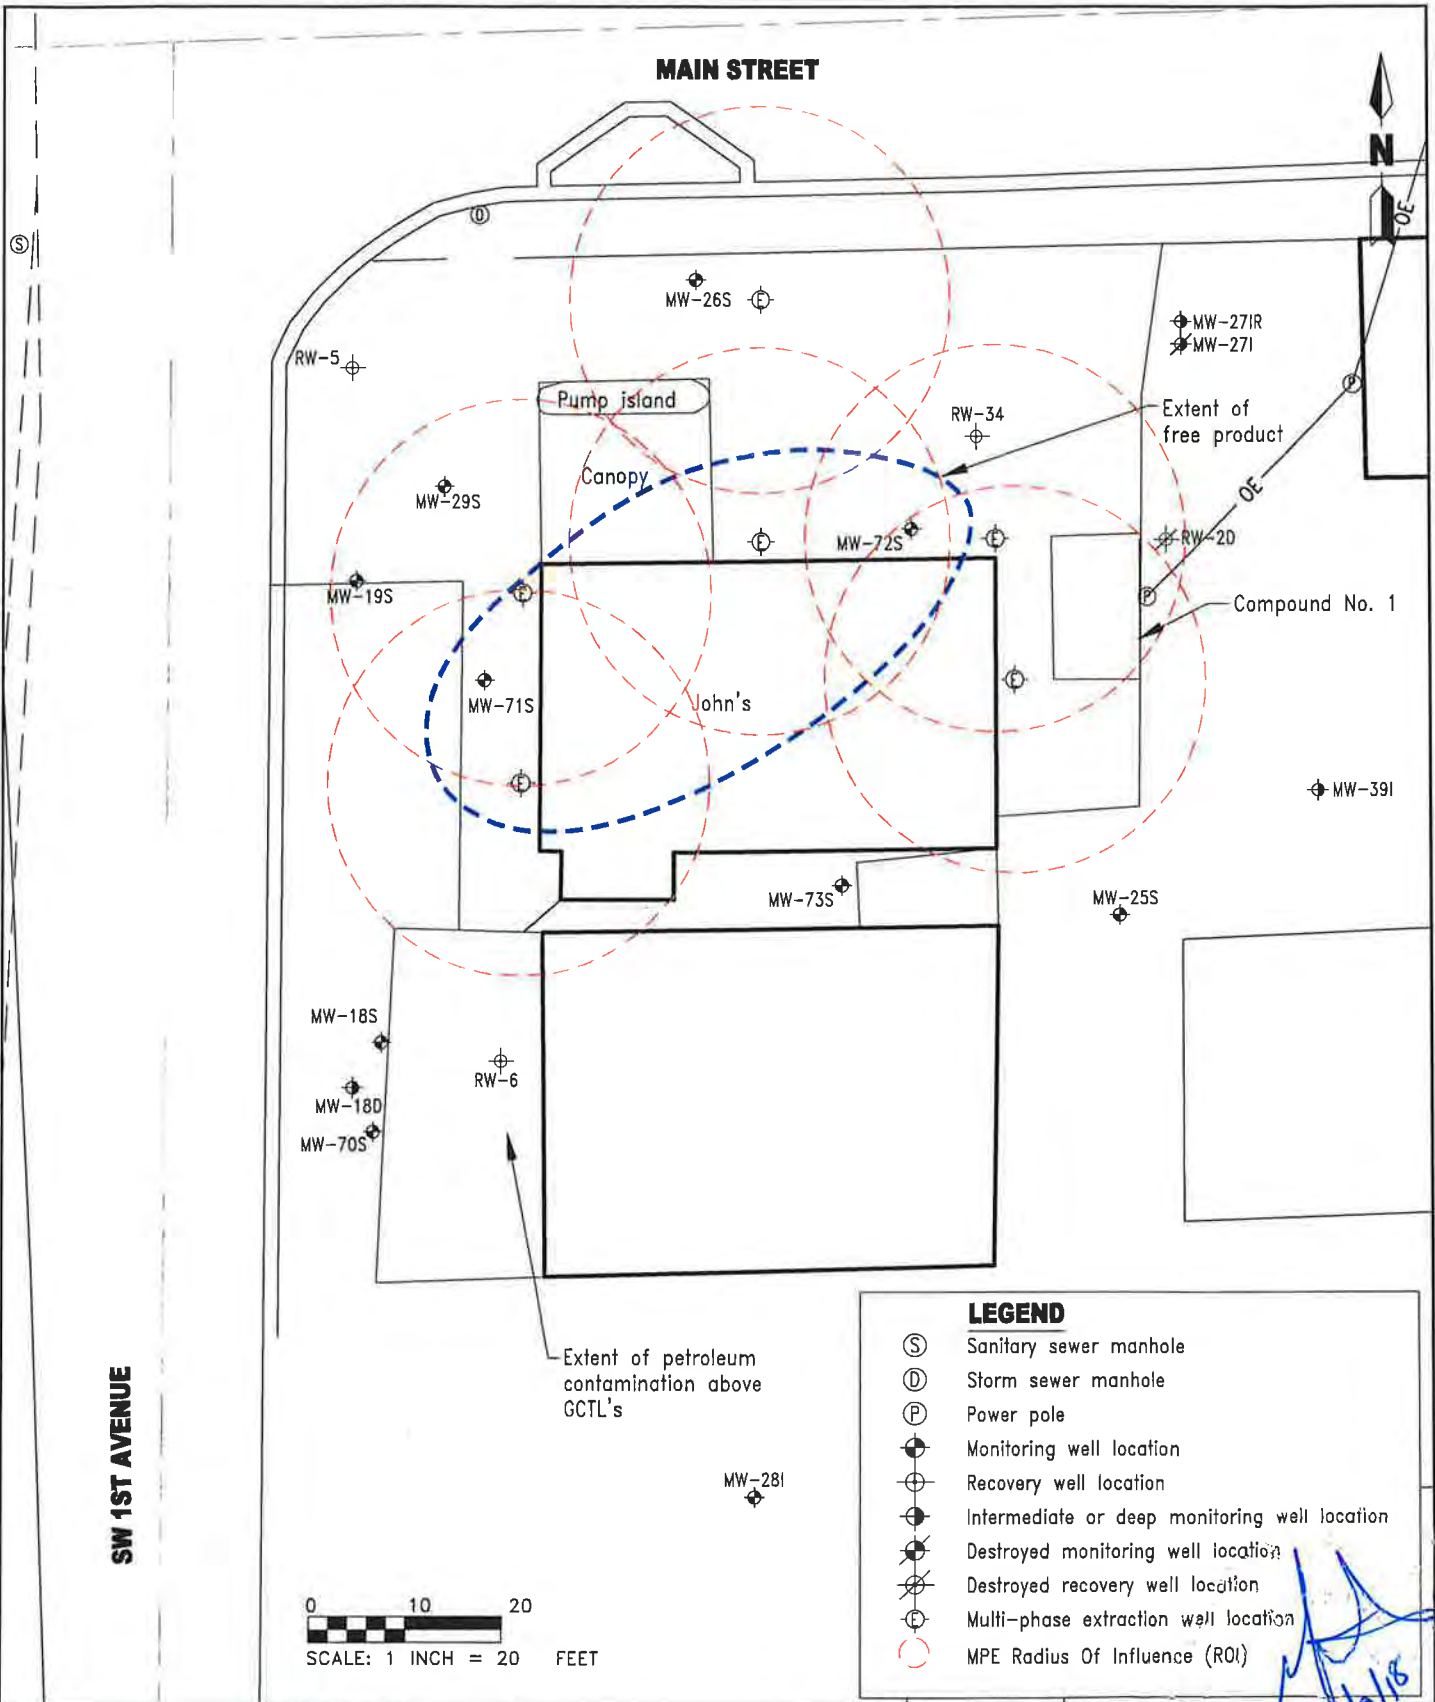 MAIN STREET
N
OE
S
D
MW-26S
E
MW-27IR
MW-27I
RW-5
P
Pump island
RW-34
Extent of
free product
Canopy
MW-29S
OE
MW-72S
E
E
RW-2D
MW-19S
E
P
Compound No. 1
MW-71S
John's
E
E
MW-39I
MW-73S
MW-25S
MW-18S
RW-6
MW-18D
MW-70S
Extent of petroleum
contamination above
GCTL's
SW 1ST AVENUE
MW-28I
LEGEND
S Sanitary sewer manhole
D Storm sewer manhole
P Power pole
Monitoring well location
Recovery well location
Intermediate or deep monitoring well location
Destroyed monitoring well location
Destroyed recovery well location
E Multi-phase extraction well location
MPE Radius Of Influence (ROI)
0 10 20
SCALE: 1 INCH = 20 FEET